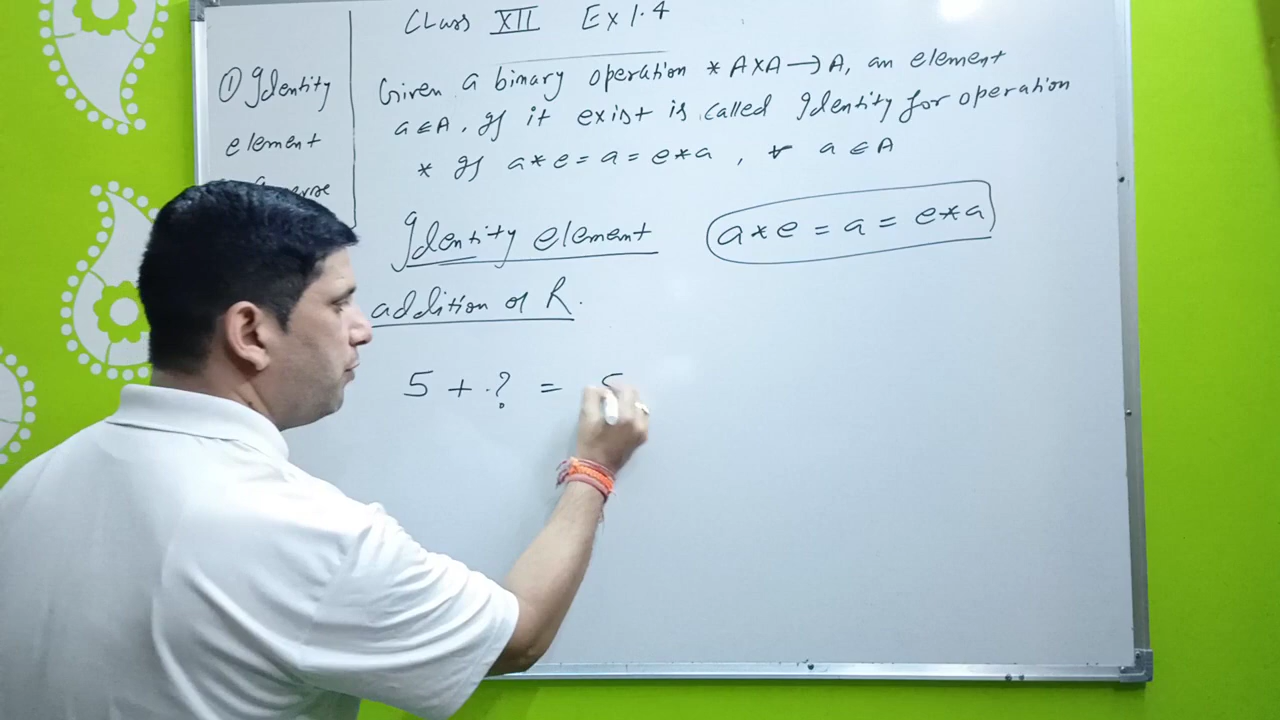 Class XII Ex 1.4
① Identity
element
Given a binary operation * A×A→A, an element
a∈A, If it exist is called Identity for operation
* If a*e = a = e*a , ∀ a∈A
Identity element
a*e = a = e*a
addition of R.
5 + ? = 5